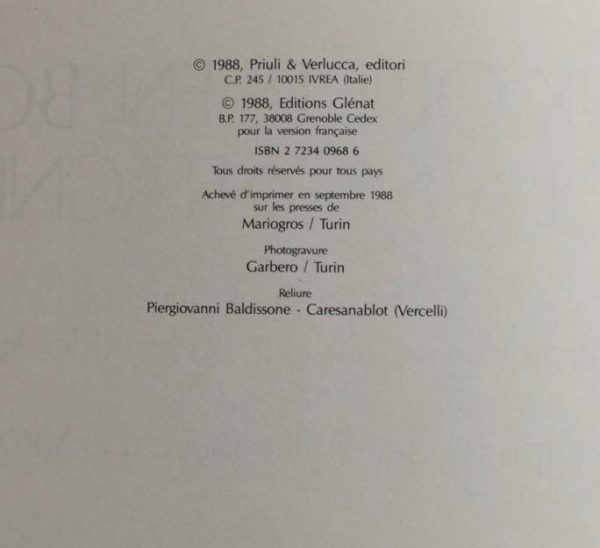 © 1988, Priuli & Verlucca, editori
C.P. 245 / 10015 IVREA (Italie)
© 1988, Editions Glénat
B.P. 177, 38008 Grenoble Cedex
pour la version française
ISBN 2 7234 0968 6
Tous droits réservés pour tous pays
Achevé d'imprimer en septembre 1988
sur les presses de
Mariogros / Turin
Photogravure
Garbero / Turin
Reliure
Piergiovanni Baldissone - Caresanablot (Vercelli)